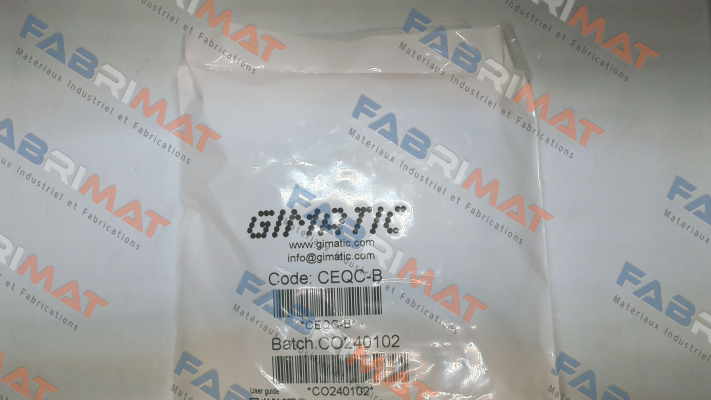 GIMATIC
www.gimatic.com
info@gimatic.com
Code: CEQC-B
*CEQC-B*
Batch:CO240102
*CO240102*
User guide
FABRIMAT
Materiaux Industriel et Fabrications